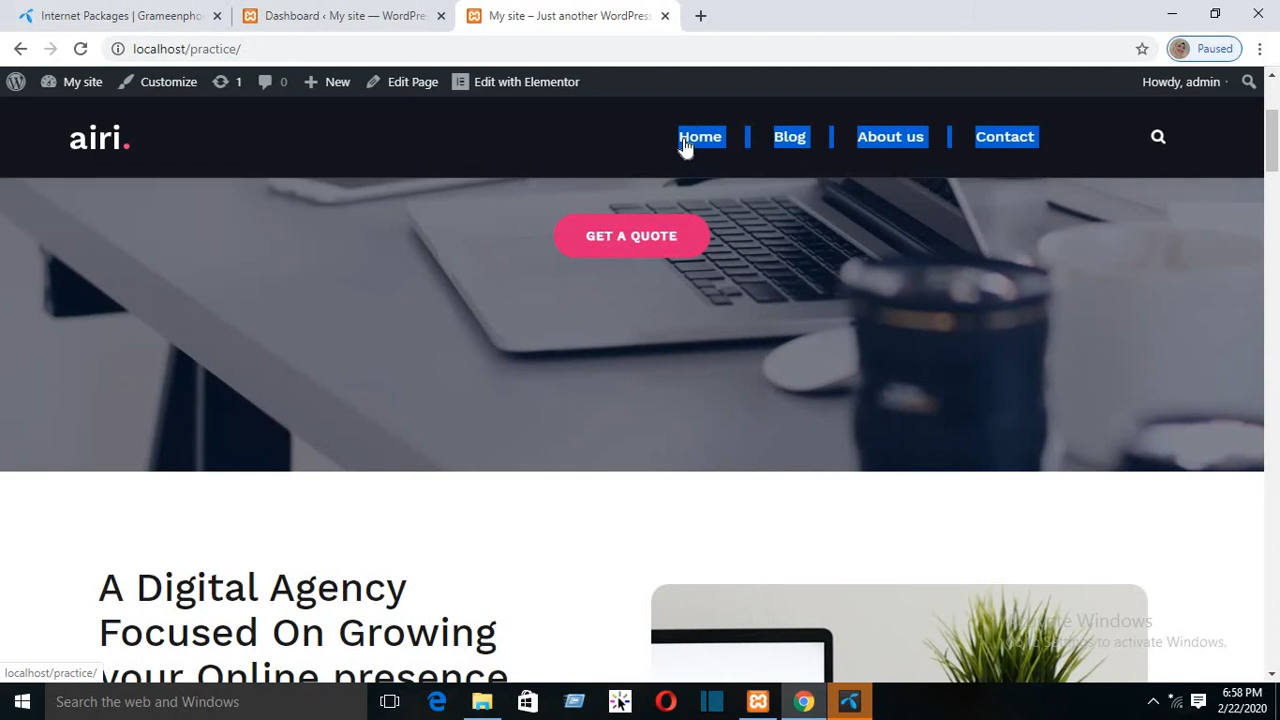 Internet Packages | Grameenpho
Dashboard ‹ My site — WordPre
My site – Just another WordPress
localhost/practice/
Paused
My site
Customize
1
0
New
Edit Page
Edit with Elementor
Howdy, admin
airi.
Home
Blog
About us
Contact
GET A QUOTE
A Digital Agency
Focused On Growing
your Online presence
Activate Windows
Go to Settings to activate Windows.
localhost/practice/
Search the web and Windows
6:58 PM
2/22/2020